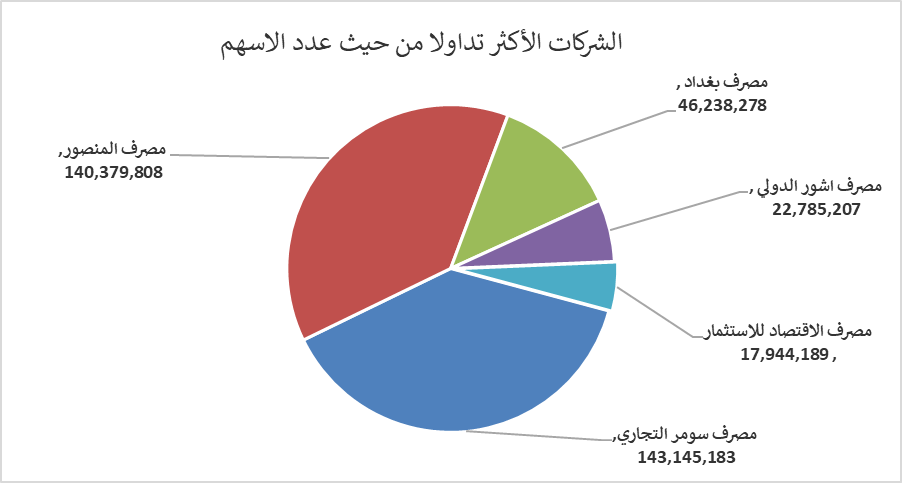 الشركات الأكثر تداولا من حيث عدد الاسهم
مصرف بغداد ,
46,238,278
مصرف المنصور,
140,379,808
مصرف اشور الدولي ,
22,785,207
مصرف الاقتصاد للاستثمار
, 17,944,189
مصرف سومر التجاري,
143,145,183